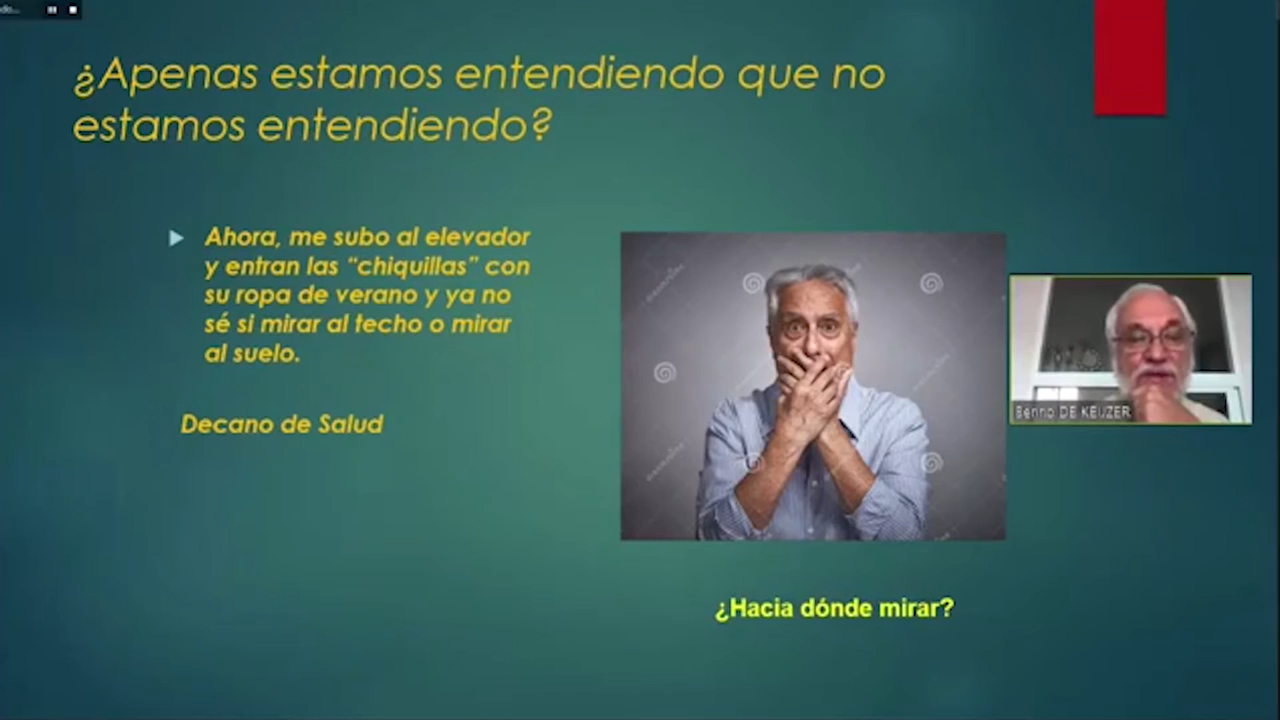 ¿Apenas estamos entendiendo que no
estamos entendiendo?
Ahora, me subo al elevador
y entran las “chiquillas” con
su ropa de verano y ya no
sé si mirar al techo o mirar
al suelo.
Decano de Salud
Benno DE KEIJZER
¿Hacia dónde mirar?